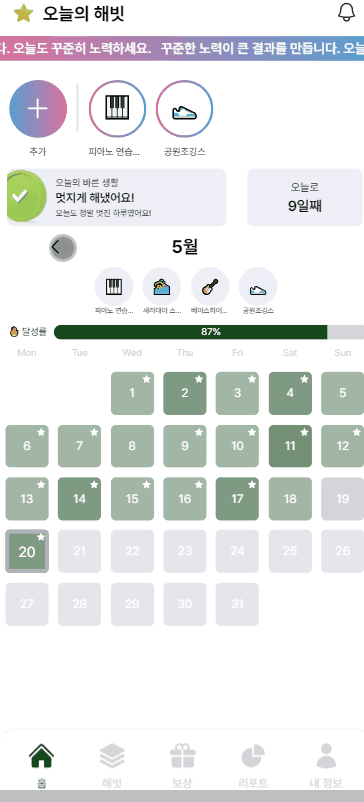 오늘의 해빗
다. 오늘도 꾸준히 노력하세요. 꾸준한 노력이 큰 결과를 만듭니다. 오늘
추가
피아노 연습...
공원조깅스
오늘의 바른 생활
멋지게 해냈어요!
오늘도 정말 멋진 하루였어요!
오늘로
9일째
5월
피아노 연습...
새러데이 스...
베이스히어...
공원조깅스
달성률
87%
Mon Tue Wed Thu Fri Sat Sun
1 2 3 4 5
6 7 8 9 10 11 12
13 14 15 16 17 18 19
20 21 22 23 24 25 26
27 28 29 30 31
홈 해빗 보상 리포트 내 정보